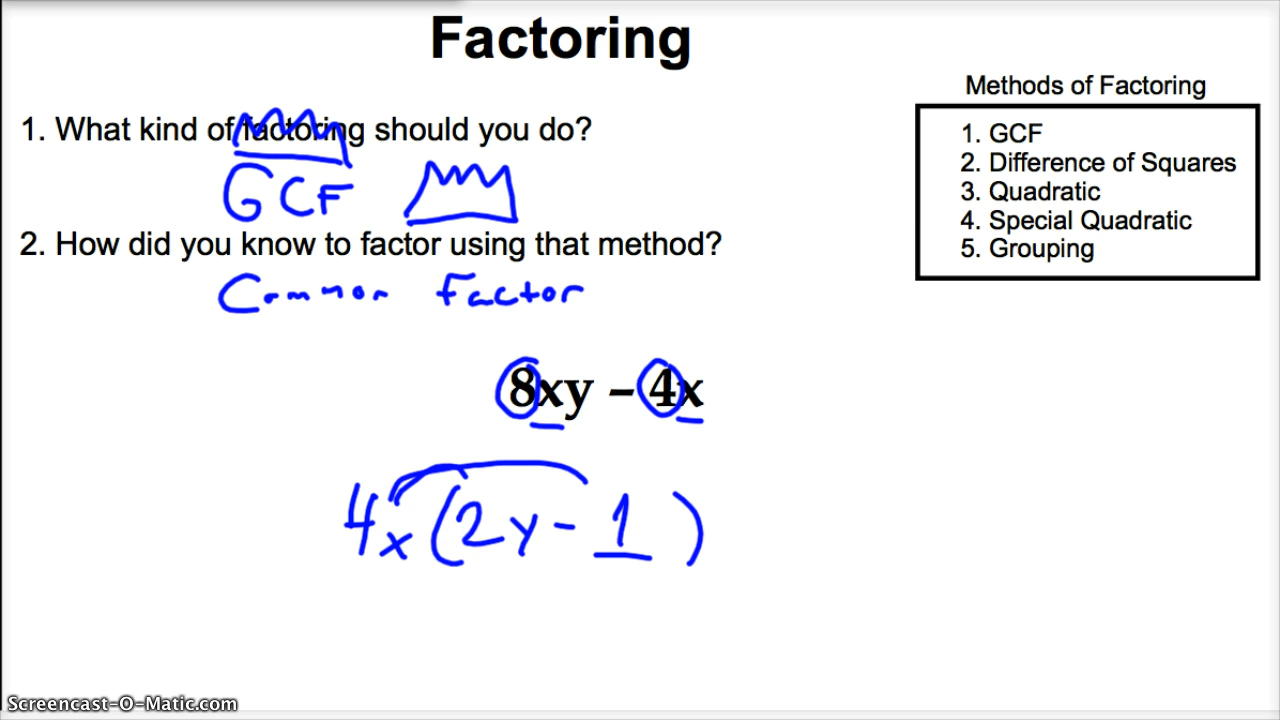 Factoring
Methods of Factoring
1. What kind of factoring should you do?
GCF
1. GCF
2. Difference of Squares
3. Quadratic
4. Special Quadratic
5. Grouping
2. How did you know to factor using that method?
Common Factor
8xy – 4x
4x(2y - 1)
Screencast-O-Matic.com